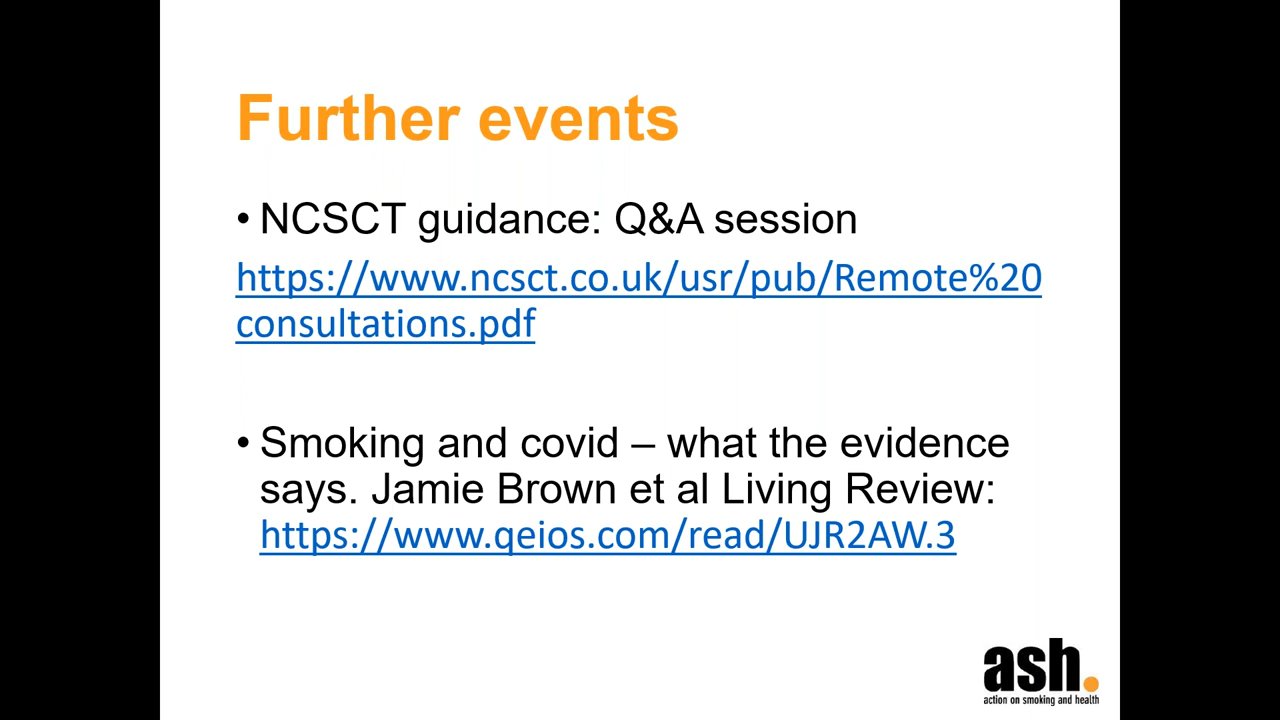 Further events
• NCSCT guidance: Q&A session
https://www.ncsct.co.uk/usr/pub/Remote%20
consultations.pdf
• Smoking and covid – what the evidence
says. Jamie Brown et al Living Review:
https://www.qeios.com/read/UJR2AW.3
ash.
action on smoking and health